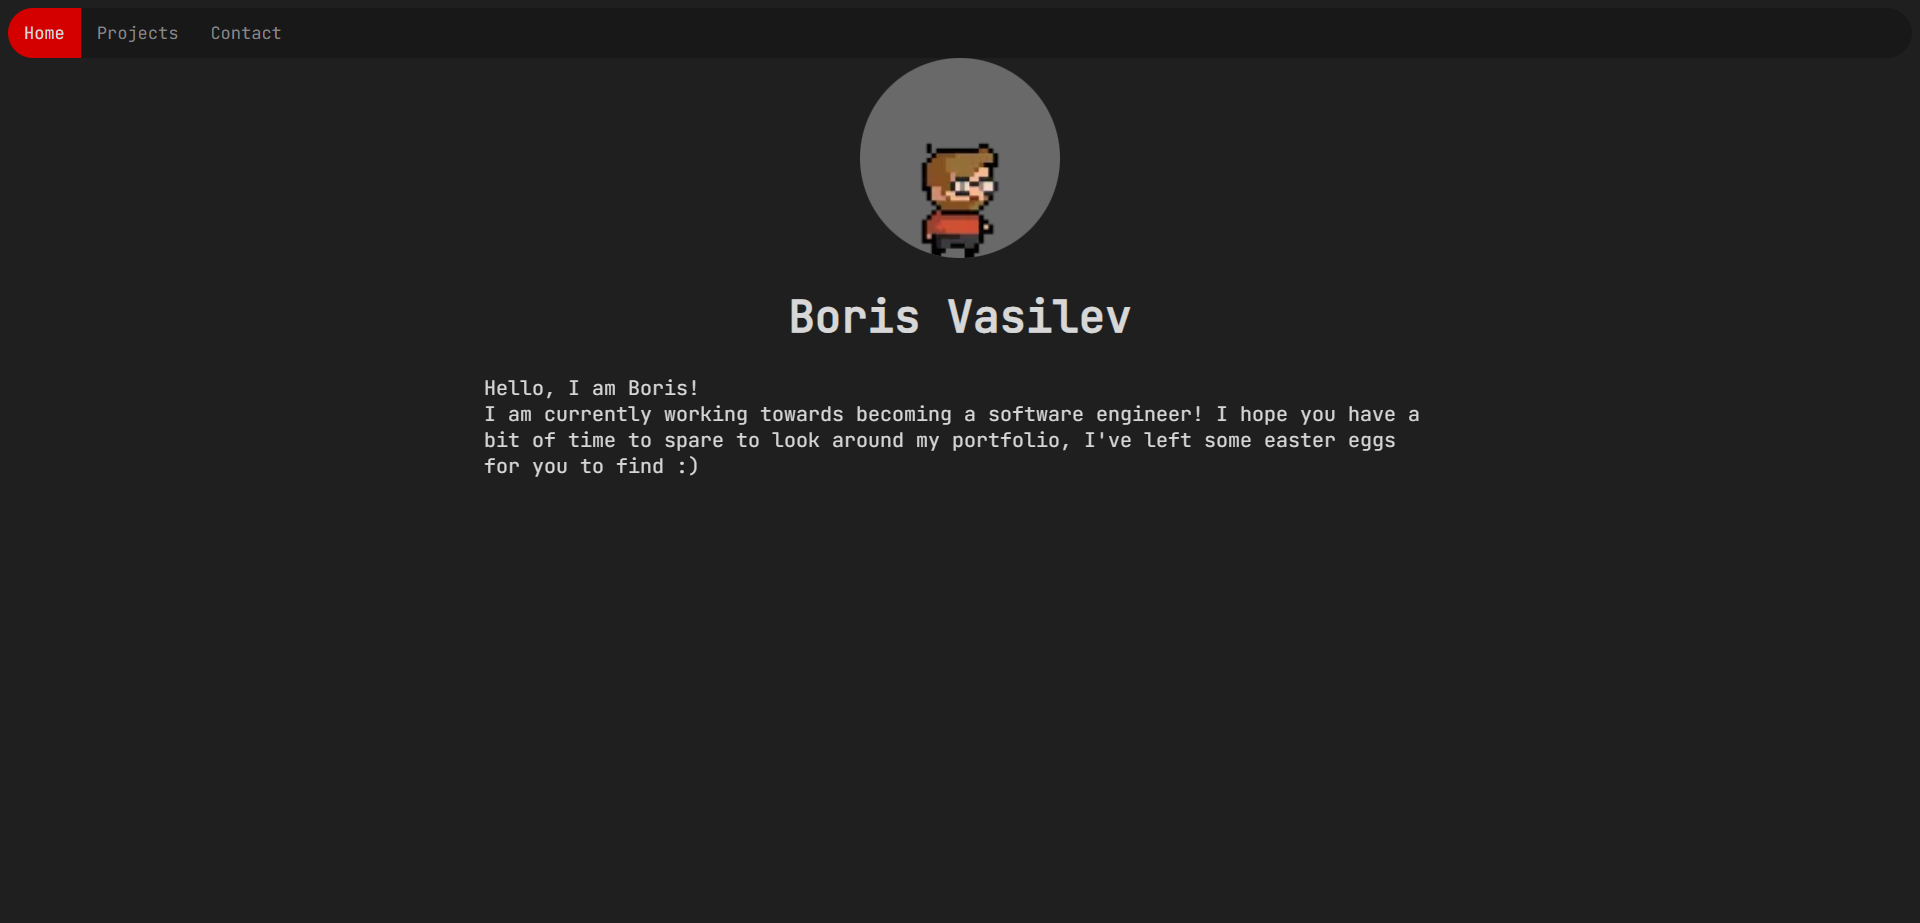 Home Projects Contact
Boris Vasilev
Hello, I am Boris!
I am currently working towards becoming a software engineer! I hope you have a
bit of time to spare to look around my portfolio, I've left some easter eggs
for you to find :)